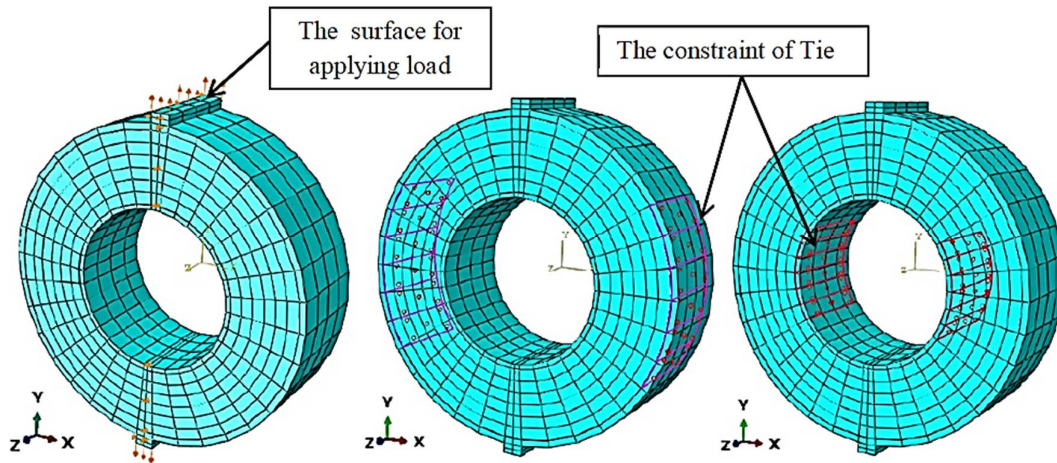 The surface for
applying load
The constraint of Tie
Y
Z
X
Y
Z
X
Y
Z
X